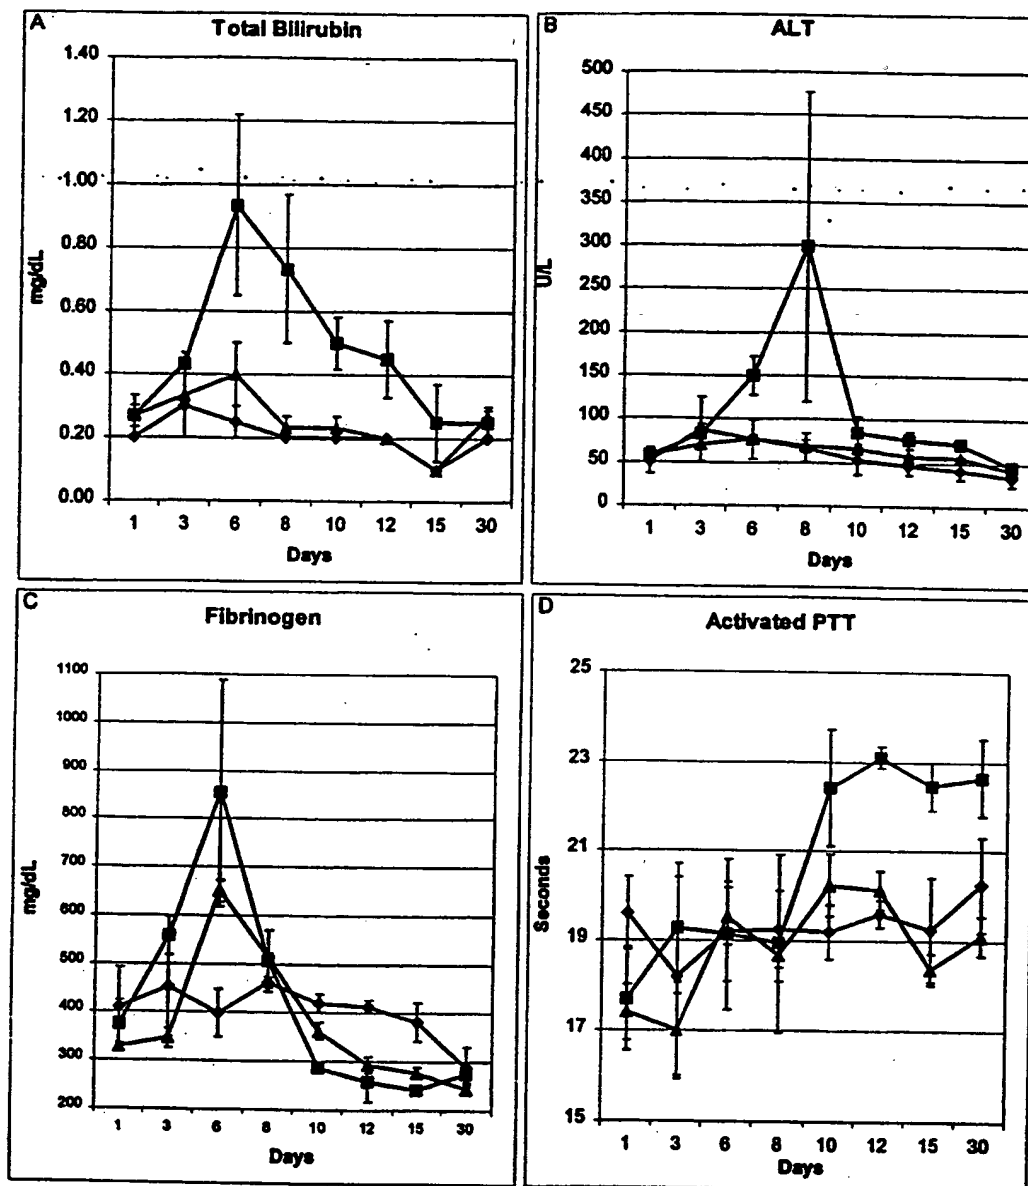 A
Total Bilirubin
1.40
1.20
1.00
0.80
0.60
0.40
0.20
0.00
mg/dL
1 3 6 8 10 12 15 30
Days
B
ALT
500
450
400
350
300
250
200
150
100
50
0
U/L
1 3 6 8 10 12 15 30
Days
C
Fibrinogen
1100
1000
900
800
700
600
500
400
300
200
mg/dL
1 3 6 8 10 12 15 30
Days
D
Activated PTT
25
23
21
19
17
15
Seconds
1 3 6 8 10 12 15 30
Days